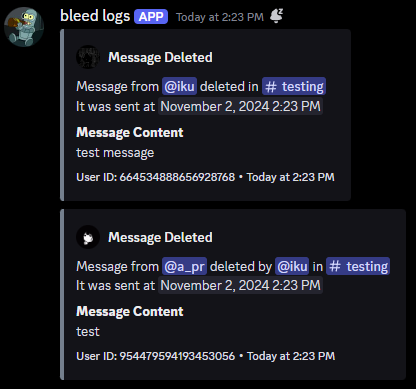 bleed logs APP Today at 2:23 PM
Message Deleted
Message from @iku deleted in # testing
It was sent at November 2, 2024 2:23 PM
Message Content
test message
User ID: 664534888656928768 • Today at 2:23 PM
Message Deleted
Message from @a_pr deleted by @iku in # testing
It was sent at November 2, 2024 2:23 PM
Message Content
test
User ID: 954479594193453056 • Today at 2:23 PM